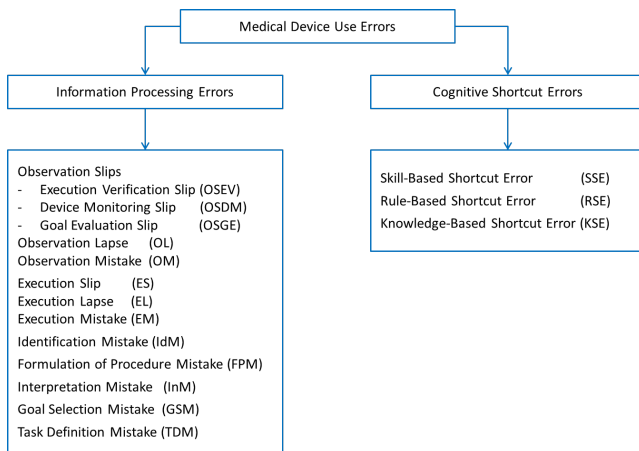 Medical Device Use Errors
Information Processing Errors
Cognitive Shortcut Errors
Observation Slips
- Execution Verification Slip (OSEV)
- Device Monitoring Slip (OSDM)
- Goal Evaluation Slip (OSGE)
Observation Lapse (OL)
Observation Mistake (OM)
Execution Slip (ES)
Execution Lapse (EL)
Execution Mistake (EM)
Identification Mistake (IdM)
Formulation of Procedure Mistake (FPM)
Interpretation Mistake (InM)
Goal Selection Mistake (GSM)
Task Definition Mistake (TDM)
Skill-Based Shortcut Error (SSE)
Rule-Based Shortcut Error (RSE)
Knowledge-Based Shortcut Error (KSE)